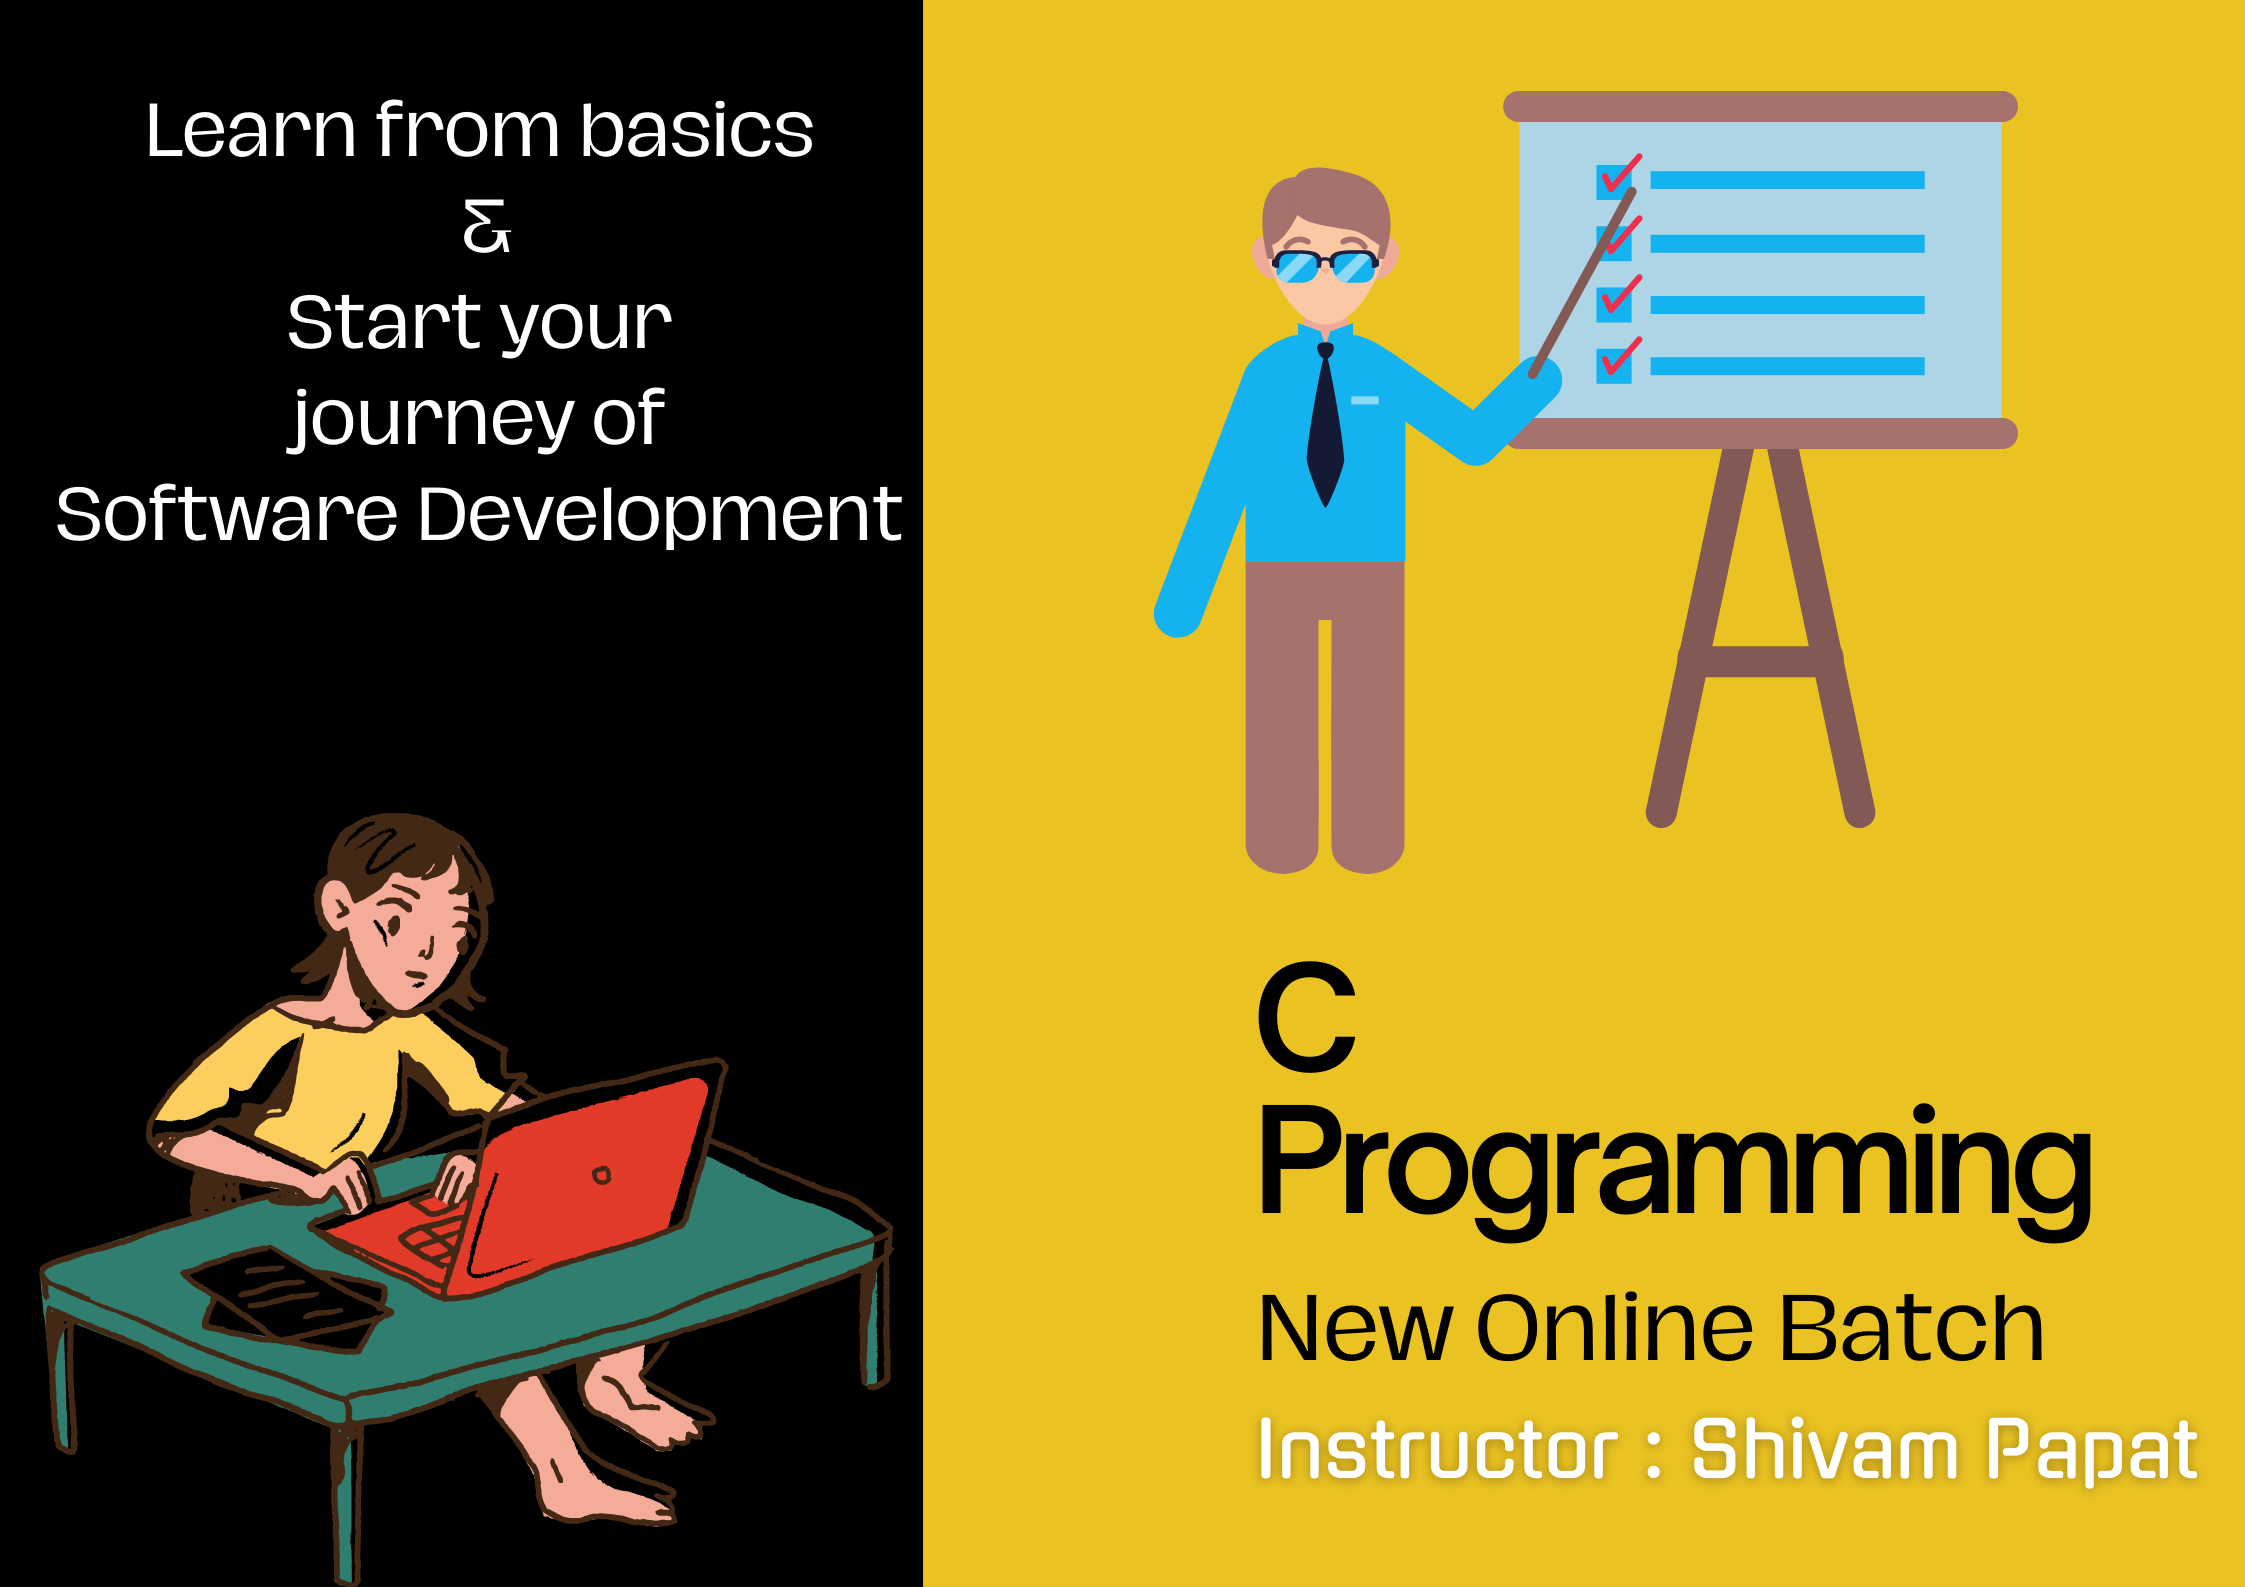 Learn from basics
&
Start your
journey of
Software Development
C
Programming
New Online Batch
Instructor : Shivam Papat